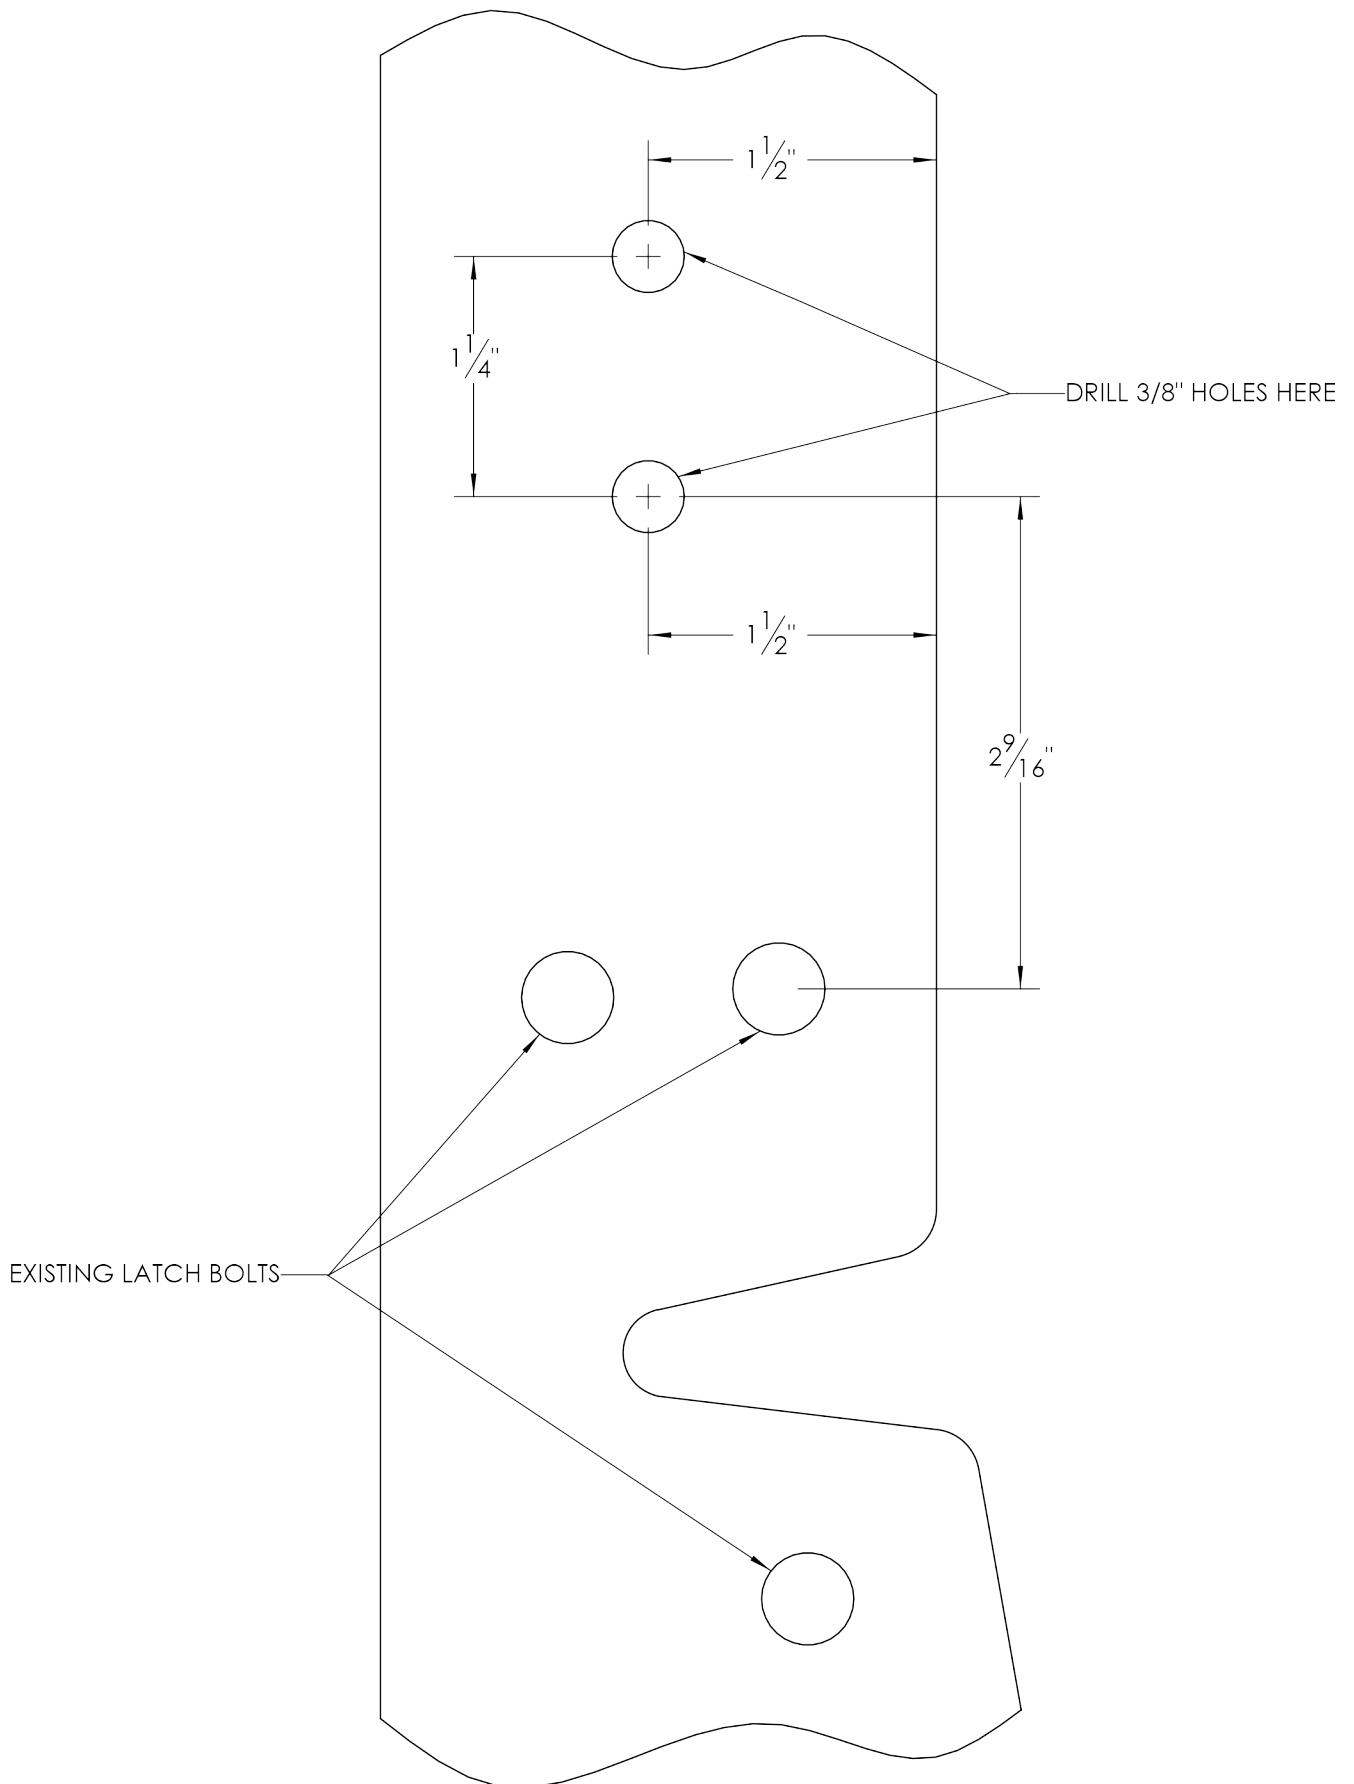 1 1/2"
1 1/4"
DRILL 3/8" HOLES HERE
1 1/2"
2 9/16"
EXISTING LATCH BOLTS